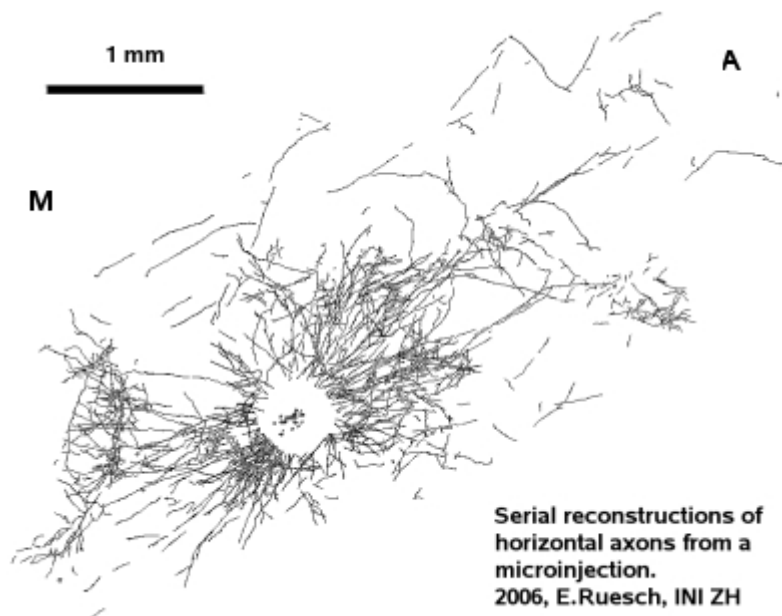 1 mm
A
M
Serial reconstructions of
horizontal axons from a
microinjection.
2006, E.Ruesch, INI ZH